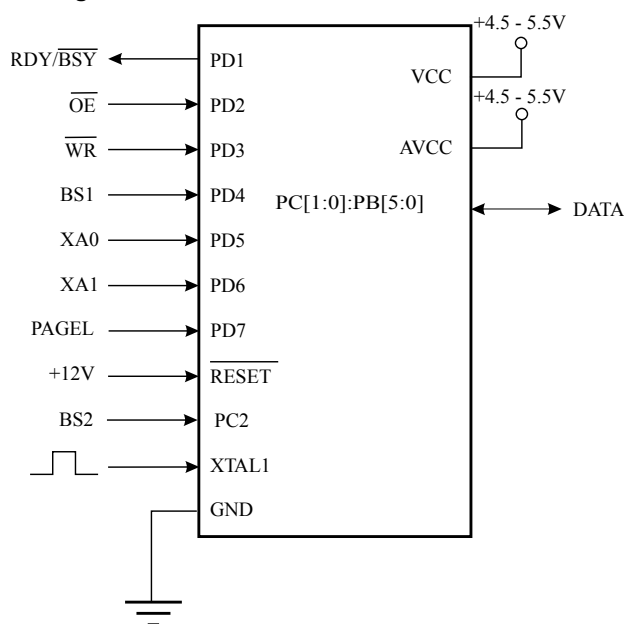 +4.5 - 5.5V
RDY/BSY PD1
VCC
OE PD2
+4.5 - 5.5V
WR PD3
AVCC
BS1 PD4
PC[1:0]:PB[5:0]
DATA
XA0 PD5
XA1 PD6
PAGEL PD7
+12V RESET
BS2 PC2
XTAL1
GND